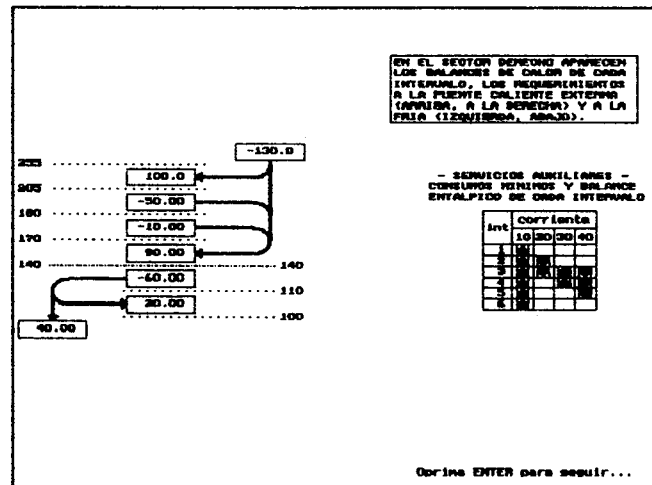 EN EL SECTOR DERECHO APARECEN
LOS BALANCES DE CALOR DE CADA
INTERVALO, LOS REQUERIMIENTOS
A LA FUENTE CALIENTE EXTERNA
(ARRIBA, A LA DERECHA) Y A LA
FRIA (IZQUIERDA, ABAJO).
-130.0
255
100.0
205
-50.00
180
-10.00
170
90.00
140
140
-60.00
110
20.00
100
40.00
- SERVICIOS AUXILIARES -
CONSUMOS MINIMOS Y BALANCE
ENTALPICO DE CADA INTERVALO
int corriente
10 20 30 40
1
2
3
4
5
6
Oprima ENTER para seguir...